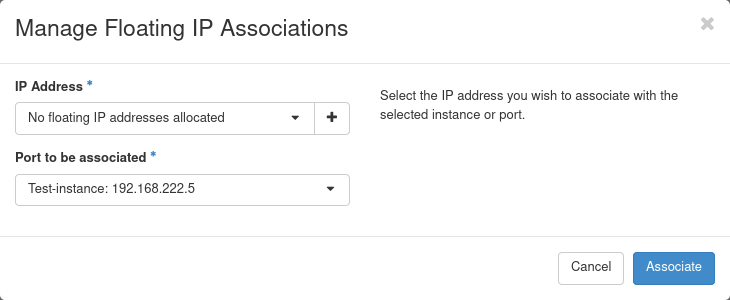 Manage Floating IP Associations
×
IP Address *
No floating IP addresses allocated
+
Port to be associated *
Test-instance: 192.168.222.5
Select the IP address you wish to associate with the
selected instance or port.
Cancel
Associate